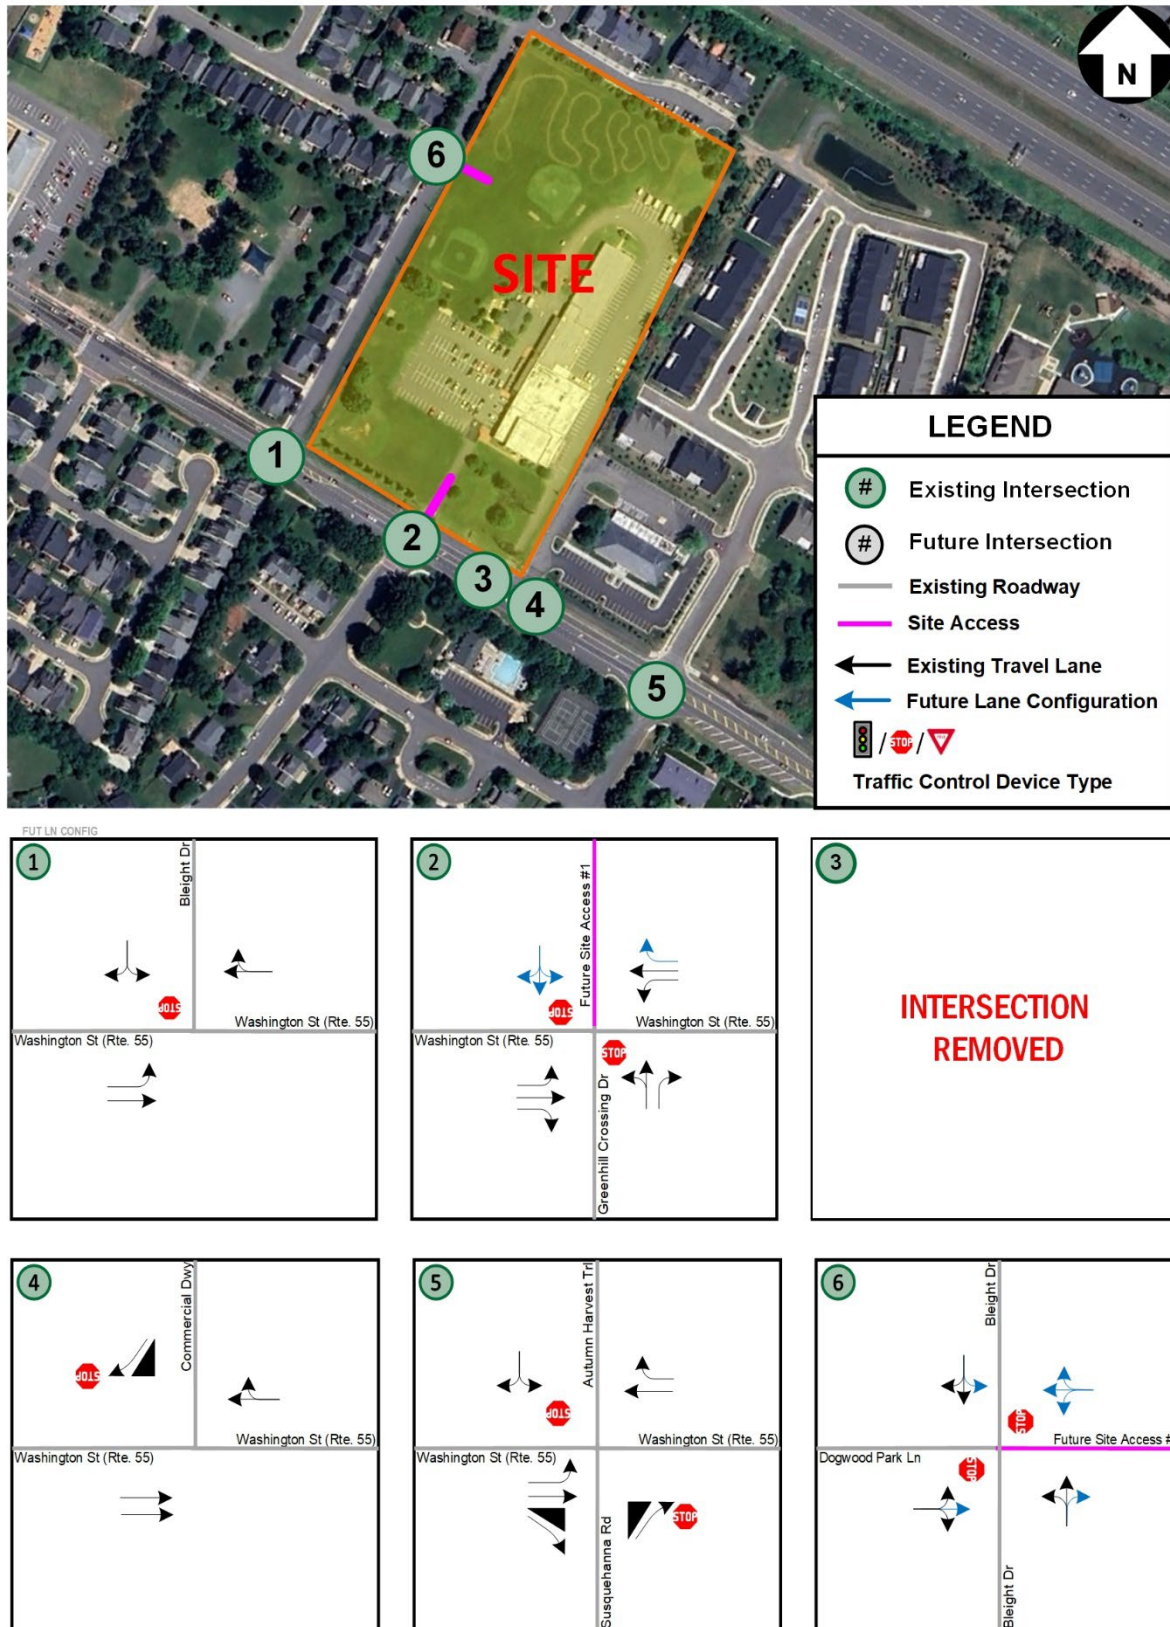 N
6
SITE
1
2
3
4
5
LEGEND
# Existing Intersection
# Future Intersection
Existing Roadway
Site Access
Existing Travel Lane
Future Lane Configuration
/ STOP /
Traffic Control Device Type
FUT LN CONFIG
1
Bleight Dr
STOP
Washington St (Rte. 55)
Washington St (Rte. 55)
2
Future Site Access #1
STOP
Washington St (Rte. 55)
Washington St (Rte. 55)
STOP
Greenhill Crossing Dr
3
INTERSECTION
REMOVED
4
Commercial Dwy
STOP
Washington St (Rte. 55)
Washington St (Rte. 55)
5
Autumn Harvest Trl
STOP
Washington St (Rte. 55)
Washington St (Rte. 55)
STOP
Susquehanna Rd
6
Bleight Dr
STOP
Future Site Access #
Dogwood Park Ln
STOP
Bleight Dr